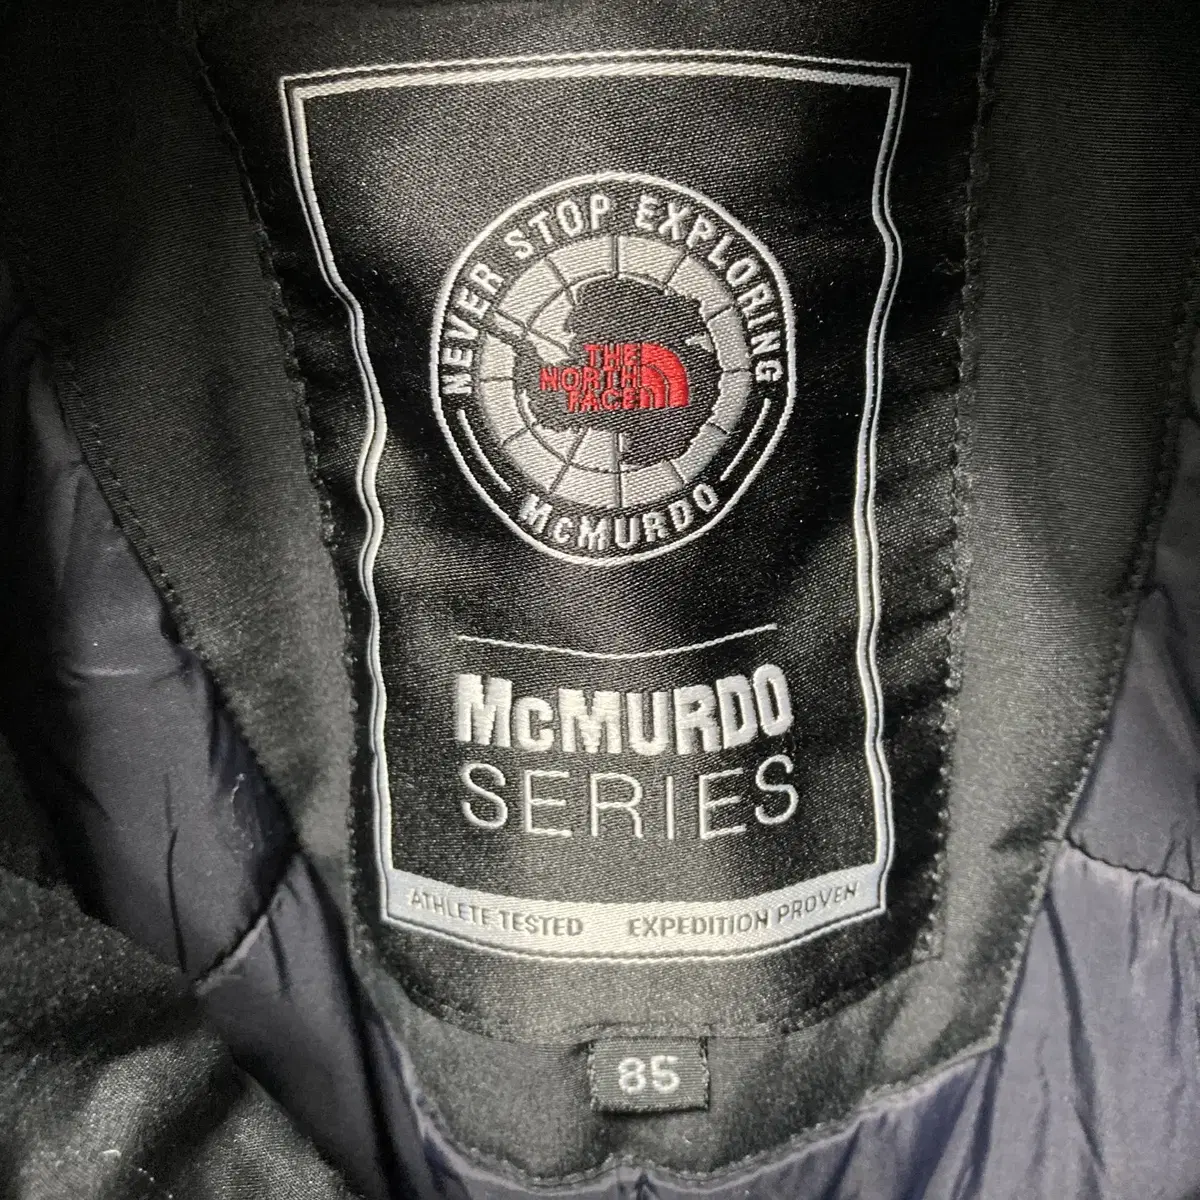 NEVER STOP EXPLORING
THE
NORTH
FACE
McMURDO
McMURDO
SERIES
ATHLETE TESTED EXPEDITION PROVEN
85